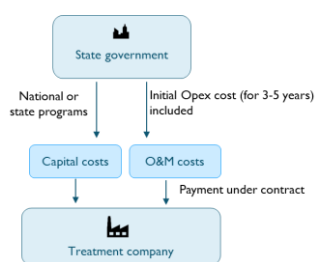 State government
National or
state programs
Initial Opex cost (for 3-5 years)
included
Capital costs
O&M costs
Payment under contract
Treatment company